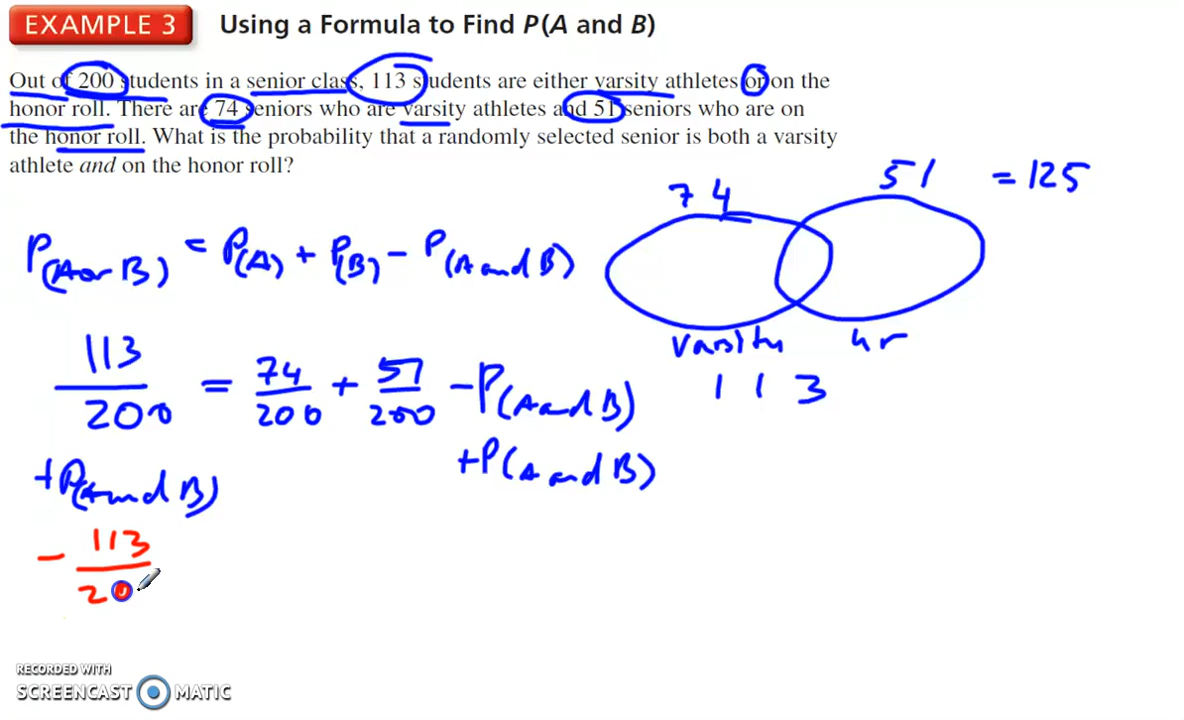 EXAMPLE 3 Using a Formula to Find P(A and B)
Out of 200 students in a senior class, 113 students are either varsity athletes or on the
honor roll. There are 74 seniors who are varsity athletes and 51 seniors who are on
the honor roll. What is the probability that a randomly selected senior is both a varsity
athlete and on the honor roll?
74 51 = 125
P(A or B) = P(A) + P(B) - P(A and B)
varsity hr
113
113/200 = 74/200 + 51/200 - P(A and B)
+P(A and B) +P(A and B)
- 113/20
RECORDED WITH
SCREENCAST MATIC